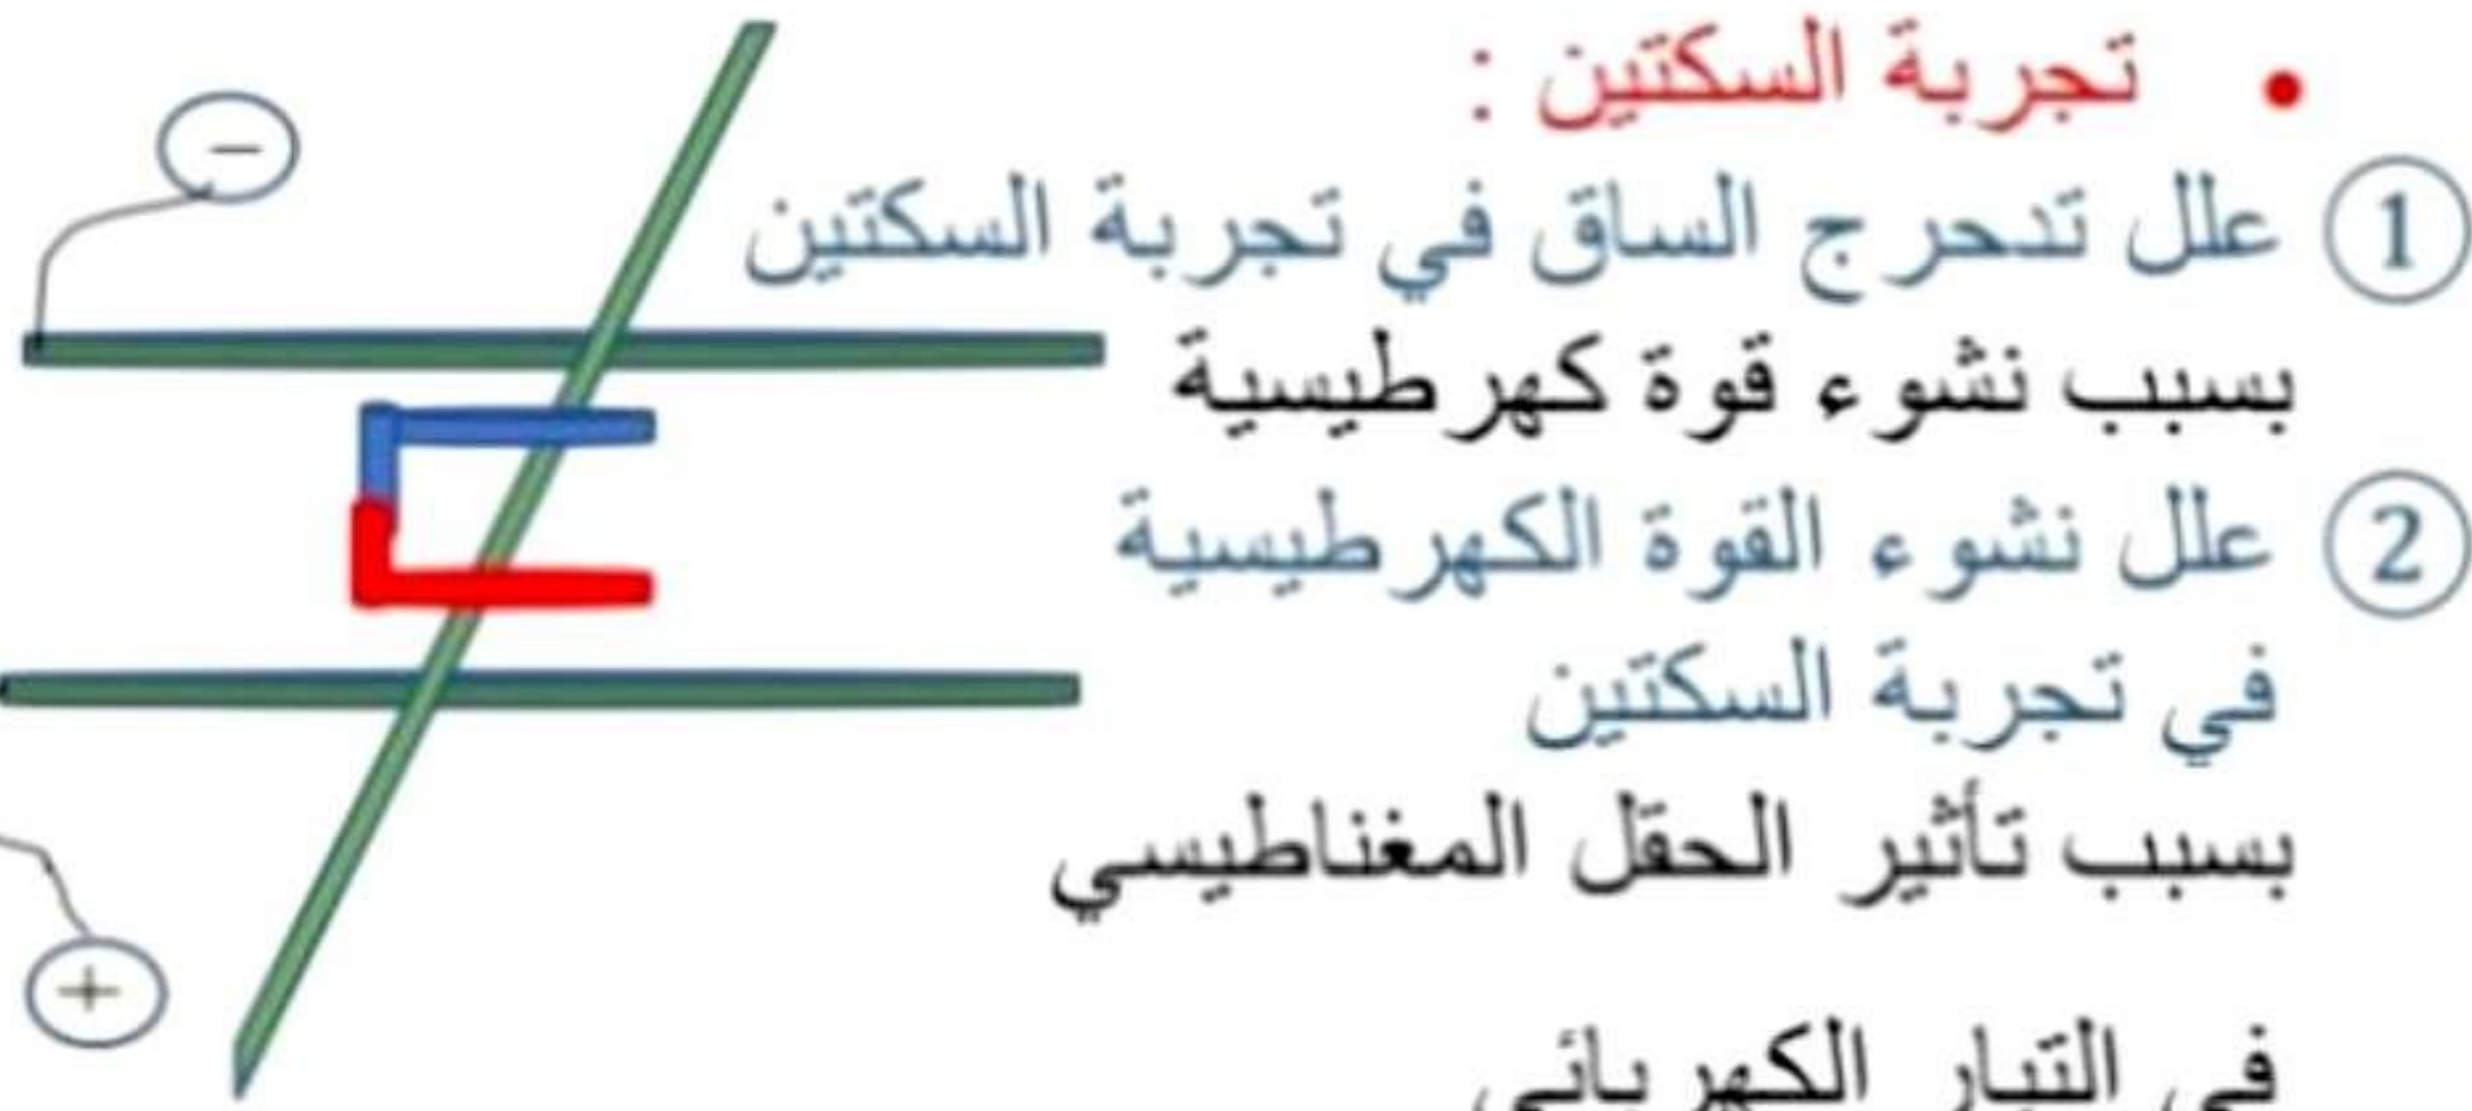 • تجربة السكتين :
1 علل تدحرج الساق في تجربة السكتين
بسبب نشوء قوة كهرطيسية
2 علل نشوء القوة الكهرطيسية
في تجربة السكتين
بسبب تأثير الحقل المغناطيسي
في التيار الكهربائي
−
+